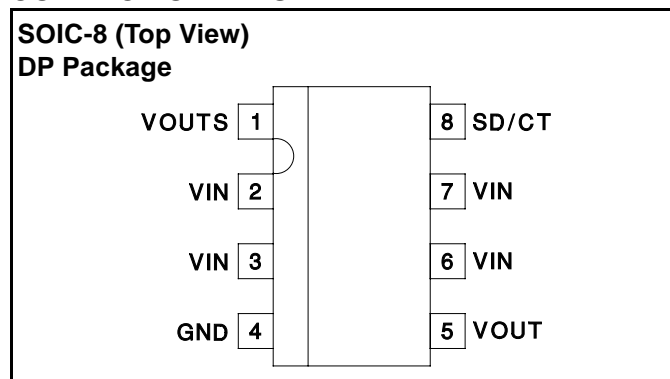 SOIC-8 (Top View)
DP Package
VOUTS 1 8 SD/CT
VIN 2 7 VIN
VIN 3 6 VIN
GND 4 5 VOUT